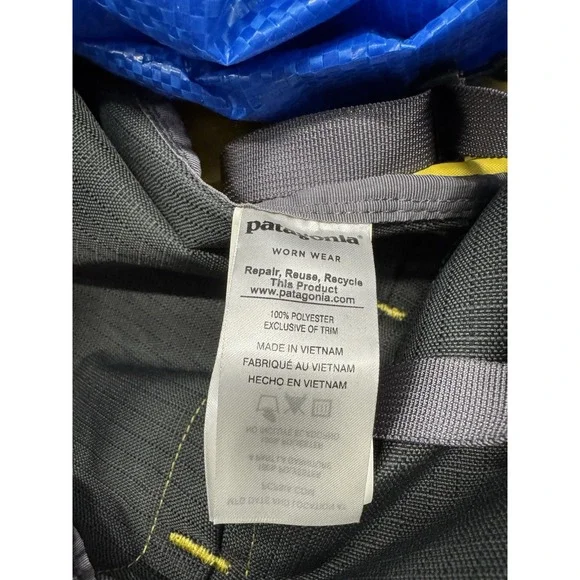 patagonia®
WORN WEAR
Repair, Reuse, Recycle
This Product
www.patagonia.com
100% POLYESTER
EXCLUSIVE OF TRIM
MADE IN VIETNAM
FABRIQUÉ AU VIETNAM
HECHO EN VIETNAM